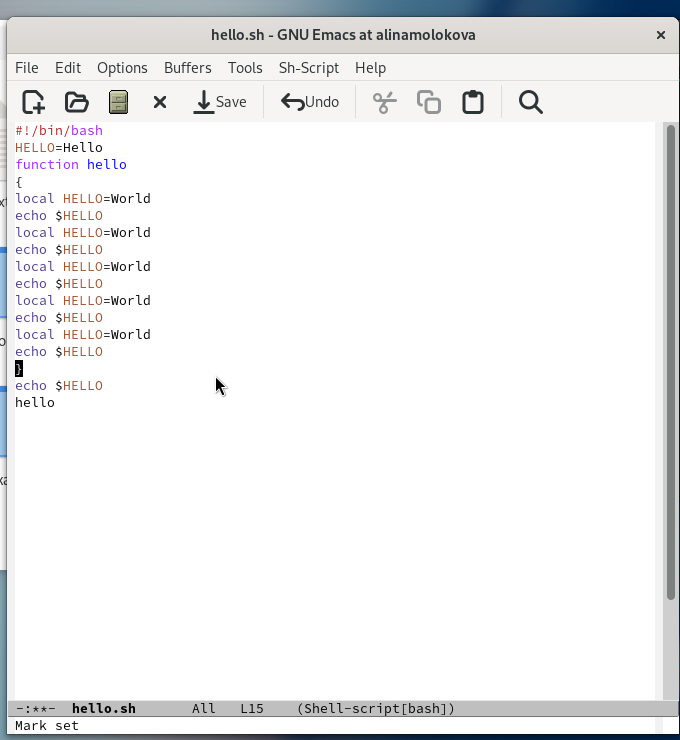 hello.sh - GNU Emacs at alinamolokova
File Edit Options Buffers Tools Sh-Script Help
Save Undo
#!/bin/bash
HELLO=Hello
function hello
{
local HELLO=World
echo $HELLO
local HELLO=World
echo $HELLO
local HELLO=World
echo $HELLO
local HELLO=World
echo $HELLO
local HELLO=World
echo $HELLO
}
echo $HELLO
hello
-:**- hello.sh All L15 (Shell-script[bash])
Mark set